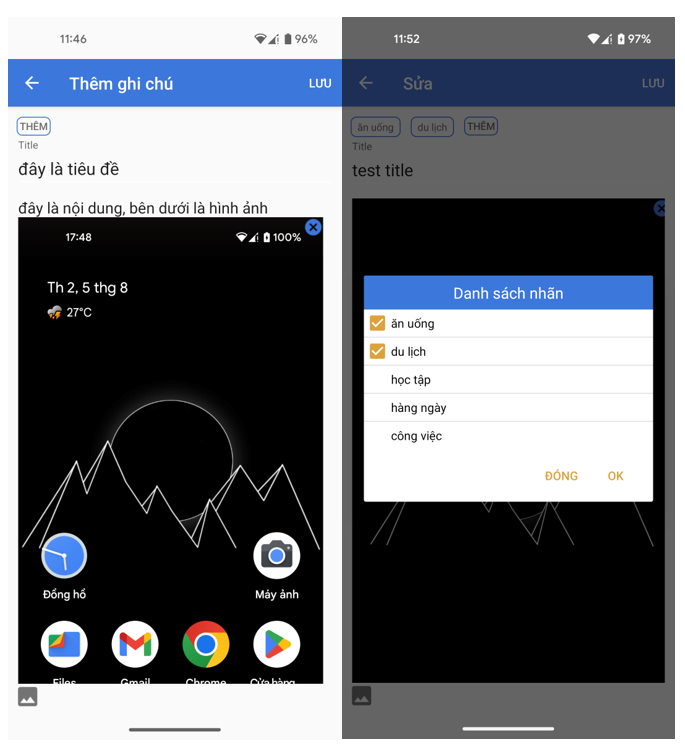 11:46
96%
Thêm ghi chú
LƯU
THÊM
Title
đây là tiêu đề
đây là nội dung, bên dưới là hình ảnh
17:48
100%
Th 2, 5 thg 8
27°C
Đồng hồ
Máy ảnh
Files
Gmail
Chrome
Cửa hàng
11:52
97%
Sửa
LƯU
ăn uống
du lịch
THÊM
Title
test title
Danh sách nhãn
ăn uống
du lịch
học tập
hàng ngày
công việc
ĐÓNG
OK